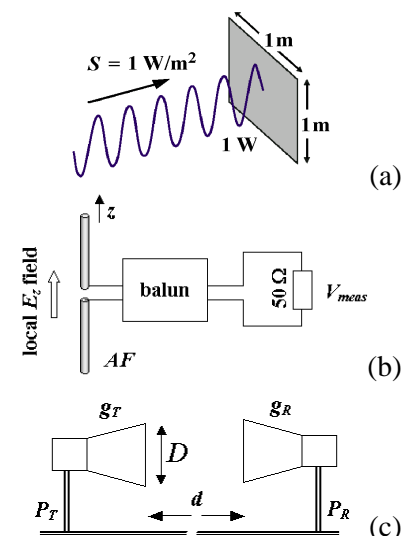 1 m
S = 1 W/m²
1 m
1 W
(a)
z
local E_z field
balun
50 Ω
V_meas
AF
(b)
g_T
g_R
D
d
P_T
P_R
(c)